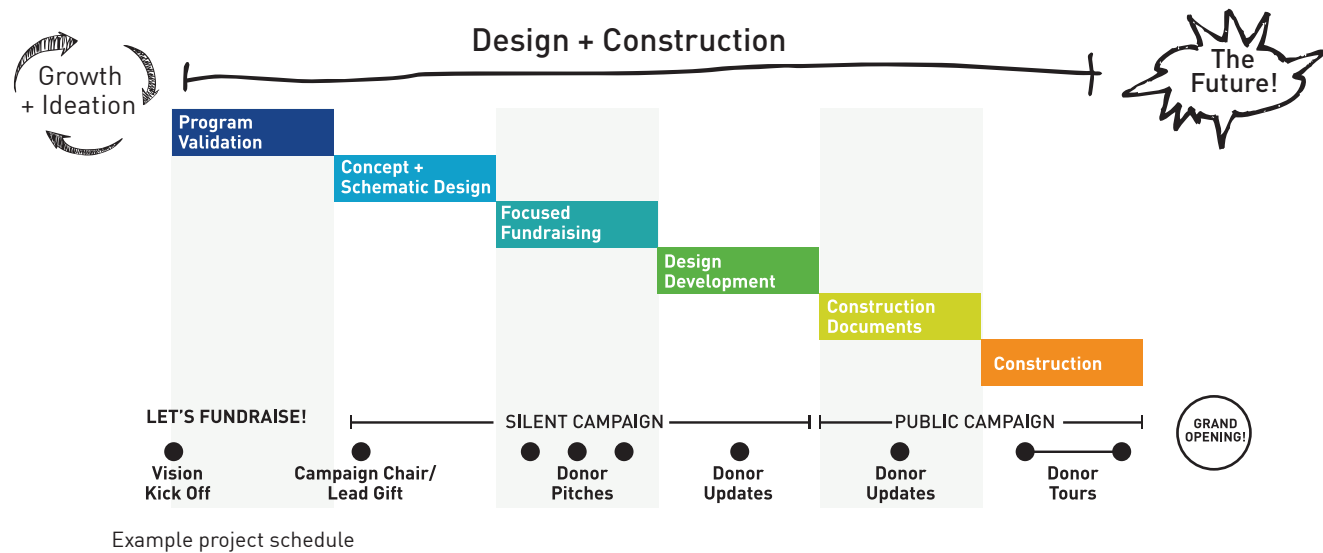 Design + Construction
Growth
+ Ideation
The
Future!
Program
Validation
Concept +
Schematic Design
Focused
Fundraising
Design
Development
Construction
Documents
Construction
LET'S FUNDRAISE!
SILENT CAMPAIGN
PUBLIC CAMPAIGN
GRAND
OPENING!
Vision
Kick Off
Campaign Chair/
Lead Gift
Donor
Pitches
Donor
Updates
Donor
Updates
Donor
Tours
Example project schedule